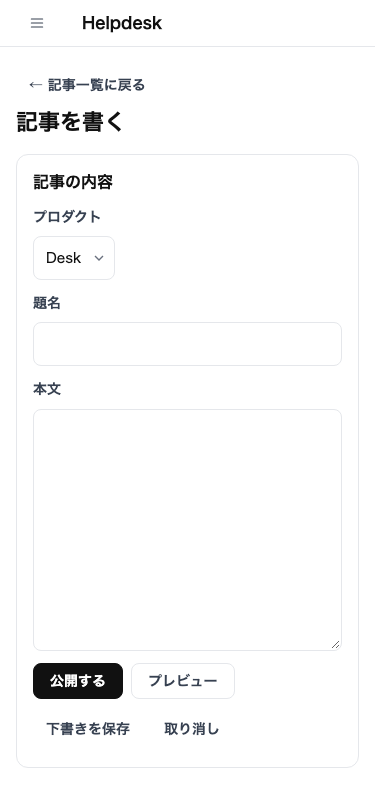 Helpdesk
← 記事一覧に戻る
記事を書く
記事の内容
プロダクト
Desk
題名
本文
公開する プレビュー
下書きを保存 取り消し